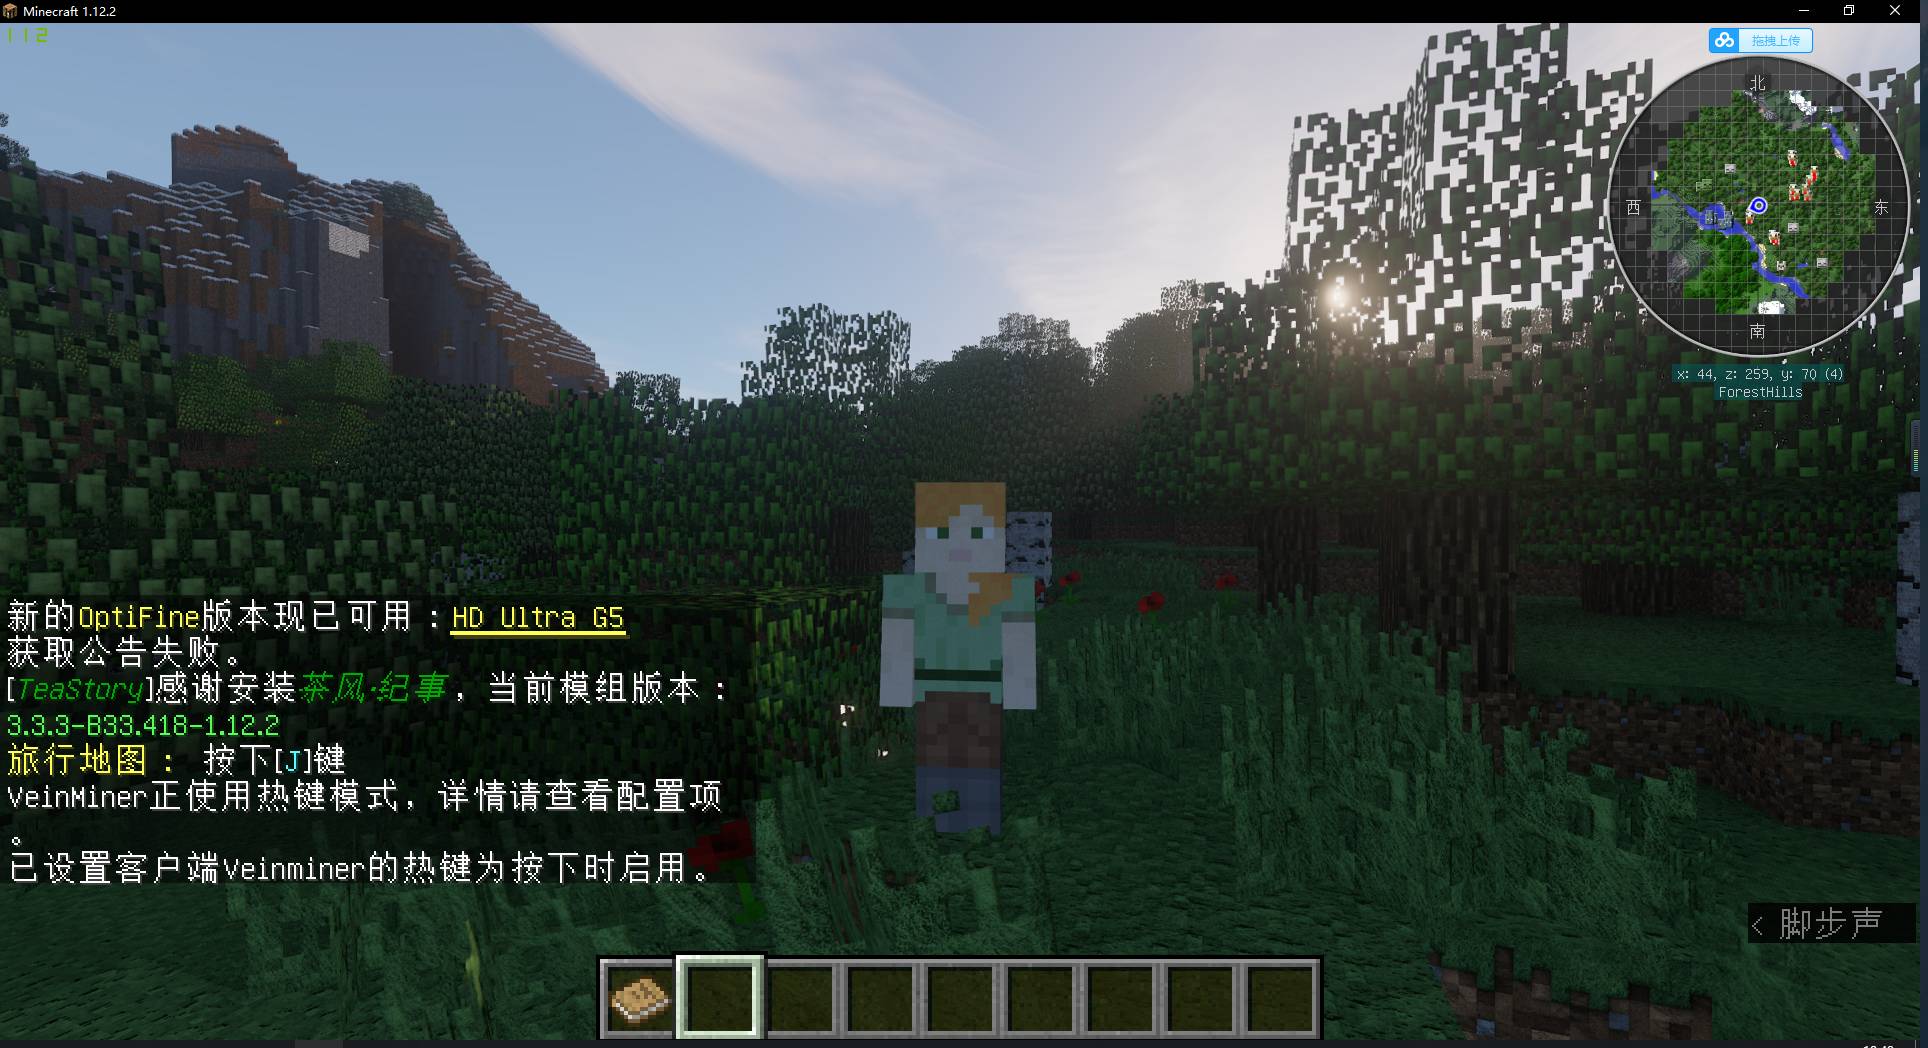 Minecraft 1.12.2
112
拖拽上传
北
西
东
南
x: 44, z: 259, y: 70 (4)
ForestHills
新的OptiFine版本现已可用：HD Ultra G5
获取公告失败。
[TeaStory]感谢安装茶风·纪事，当前模组版本：
3.3.3-B33.418-1.12.2
旅行地图： 按下[J]键
VeinMiner正使用热键模式，详情请查看配置项
。
已设置客户端Veinminer的热键为按下时启用。
< 脚步声